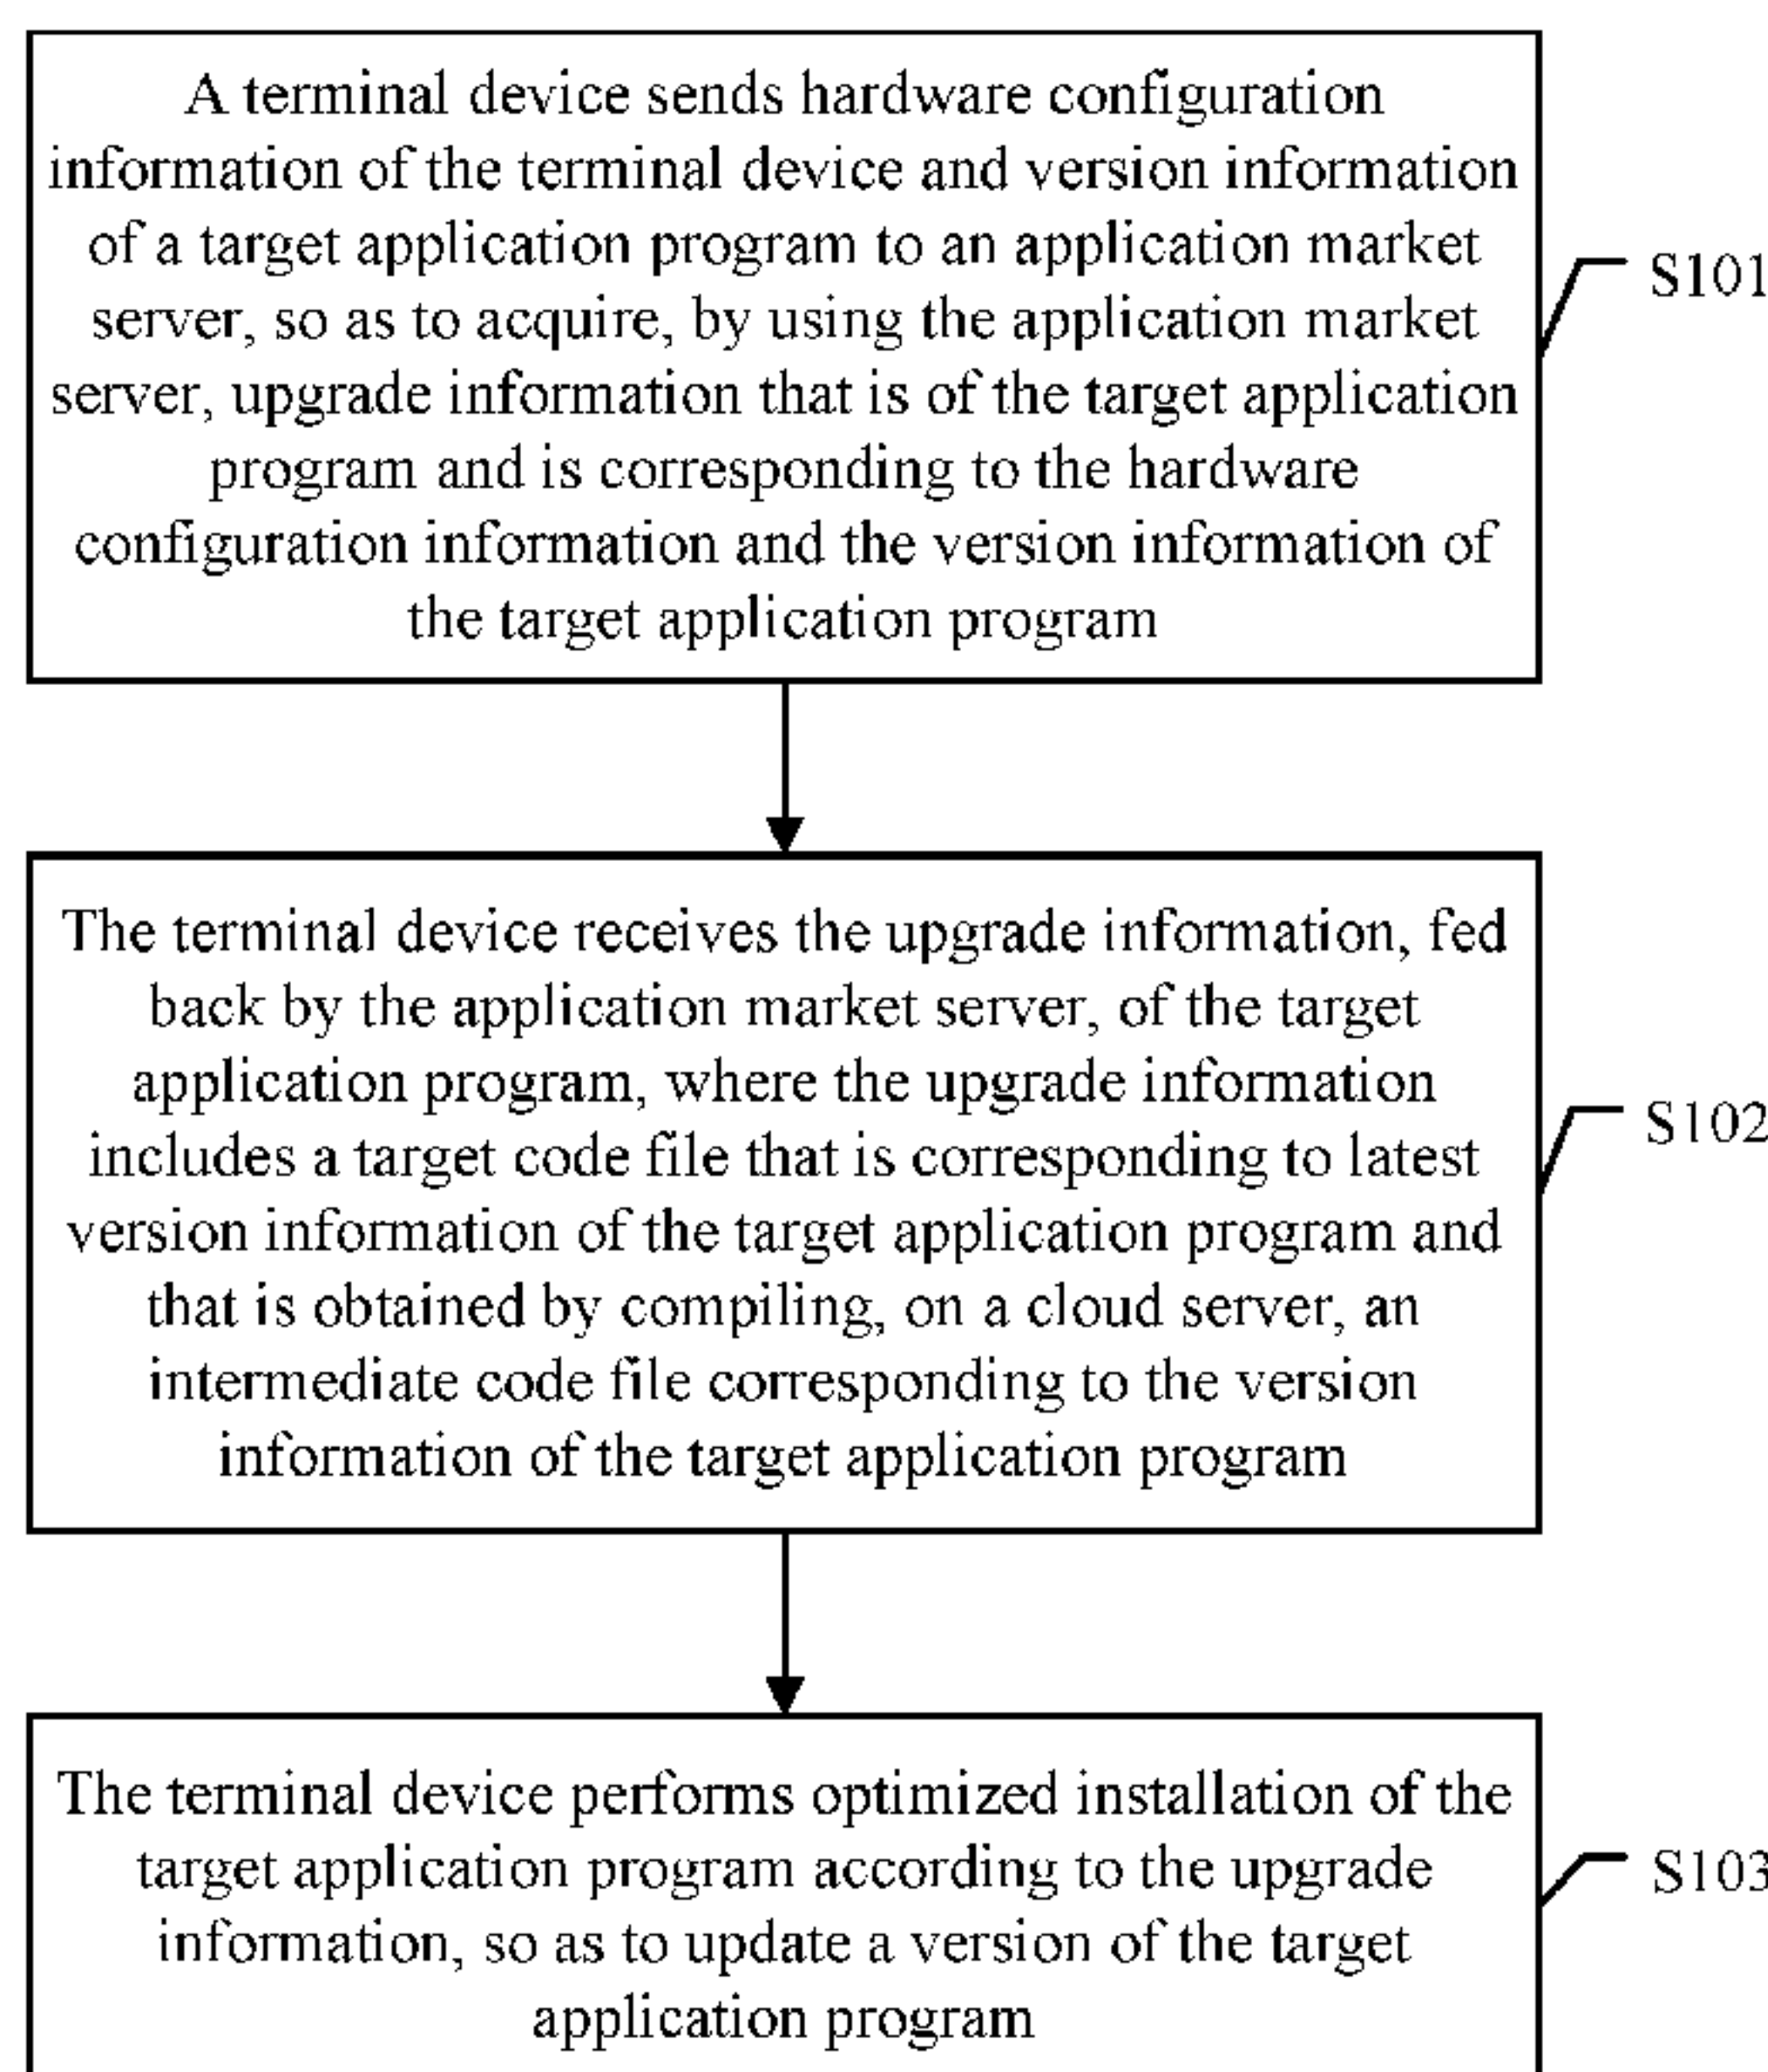 A terminal device sends hardware configuration
information of the terminal device and version information
of a target application program to an application market
server, so as to acquire, by using the application market
server, upgrade information that is of the target application
program and is corresponding to the hardware
configuration information and the version information of
the target application program
S101
The terminal device receives the upgrade information, fed
back by the application market server, of the target
application program, where the upgrade information
includes a target code file that is corresponding to latest
version information of the target application program and
that is obtained by compiling, on a cloud server, an
intermediate code file corresponding to the version
information of the target application program
S102
The terminal device performs optimized installation of the
target application program according to the upgrade
information, so as to update a version of the target
application program
S103